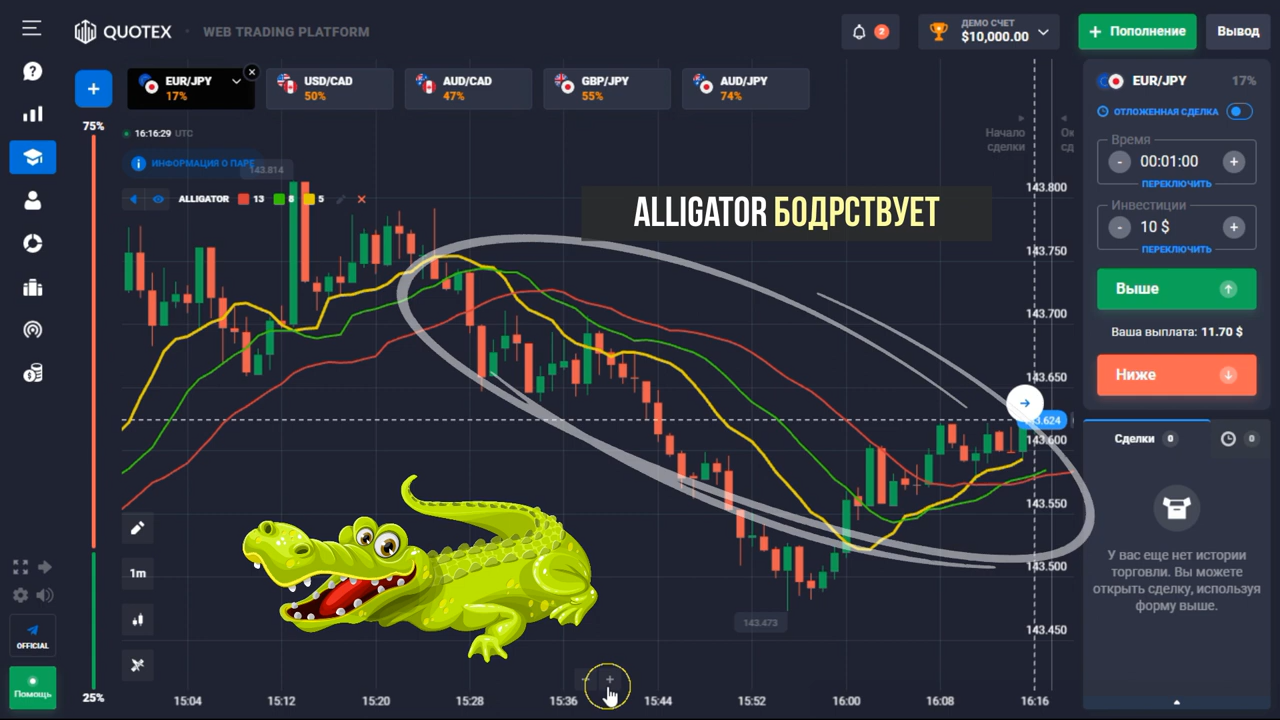 QUOTEX
WEB TRADING PLATFORM
2
ДЕМО СЧЕТ
$10,000.00
+ Пополнение
Вывод
+
EUR/JPY
17%
USD/CAD
50%
AUD/CAD
47%
GBP/JPY
55%
AUD/JPY
74%
75%
16:16:29 UTC
ИНФОРМАЦИЯ О ПАРЕ
143.814
ALLIGATOR 13 8 5
ALLIGATOR БОДРСТВУЕТ
Начало
сделки
Ок
сд
143.800
143.750
143.700
143.650
143.624
143.600
143.550
143.500
143.450
143.473
1m
25%
15:04
15:12
15:20
15:28
15:36
15:44
15:52
16:00
16:08
16:16
OFFICIAL
Помощь
EUR/JPY
17%
ОТЛОЖЕННАЯ СДЕЛКА
Время
- 00:01:00 +
ПЕРЕКЛЮЧИТЬ
Инвестиции
- 10 $ +
ПЕРЕКЛЮЧИТЬ
Выше
Ваша выплата: 11.70 $
Ниже
Сделки 0
0
У вас еще нет истории
торговли. Вы можете
открыть сделку, используя
форму выше.